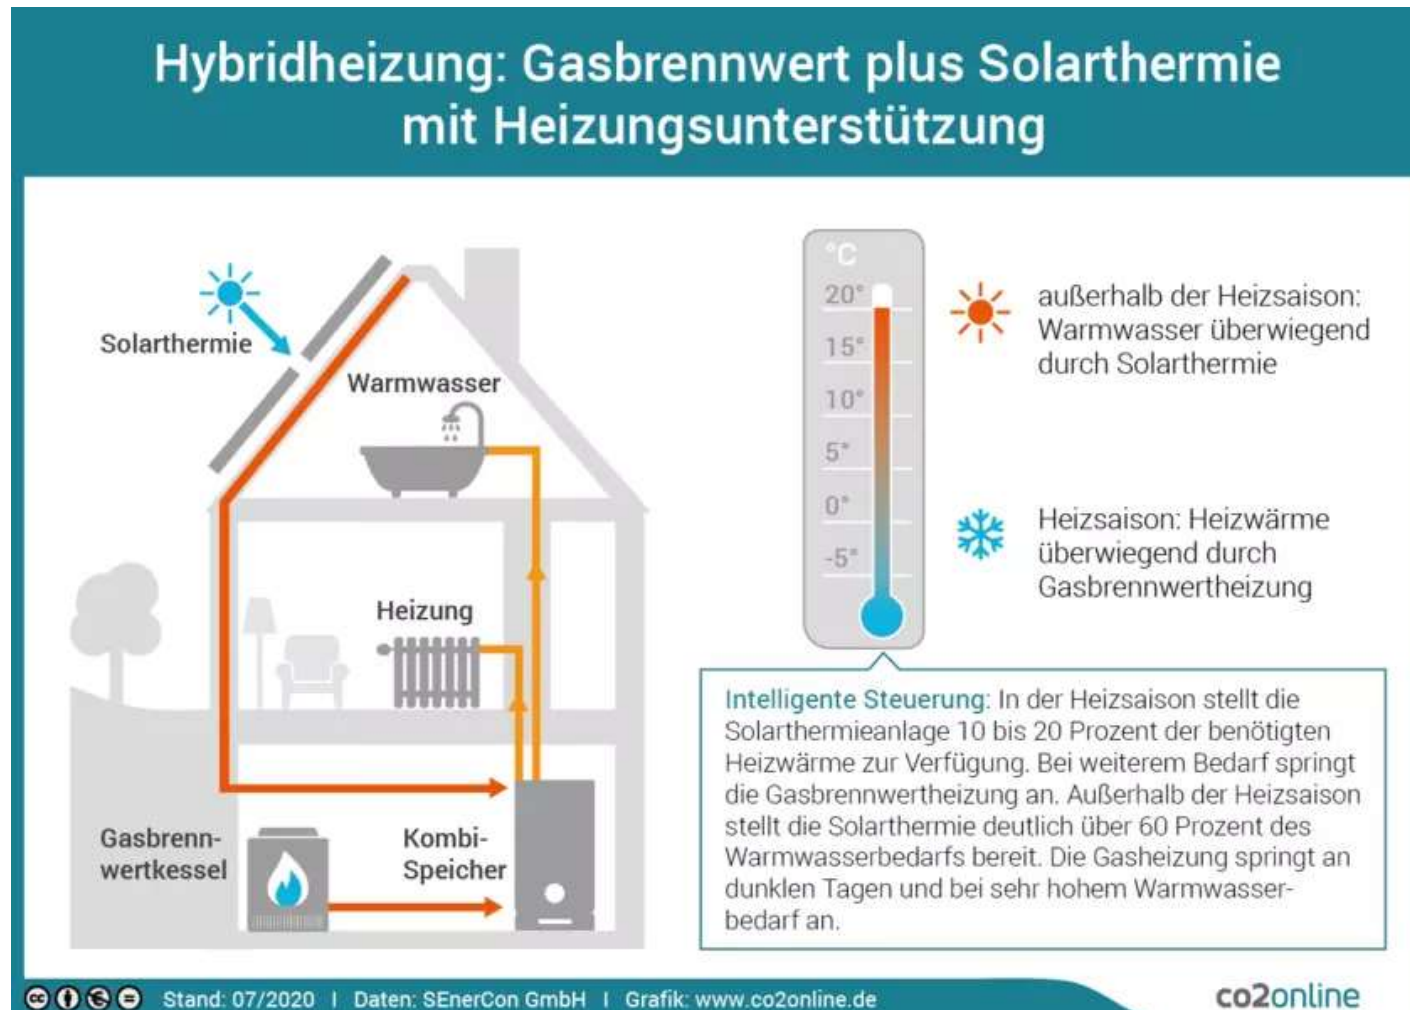 Hybridheizung: Gasbrennwert plus Solarthermie
mit Heizungsunterstützung
Solarthermie
Warmwasser
Heizung
Gasbrenn-
wertkessel
Kombi-
Speicher
°C
20°
15°
10°
5°
0°
-5°
außerhalb der Heizsaison:
Warmwasser überwiegend
durch Solarthermie
Heizsaison: Heizwärme
überwiegend durch
Gasbrennwertheizung
Intelligente Steuerung: In der Heizsaison stellt die
Solarthermieanlage 10 bis 20 Prozent der benötigten
Heizwärme zur Verfügung. Bei weiterem Bedarf springt
die Gasbrennwertheizung an. Außerhalb der Heizsaison
stellt die Solarthermie deutlich über 60 Prozent des
Warmwasserbedarfs bereit. Die Gasheizung springt an
dunklen Tagen und bei sehr hohem Warmwasser-
bedarf an.
cc Stand: 07/2020 I Daten: SEnerCon GmbH I Grafik: www.co2online.de
co2online